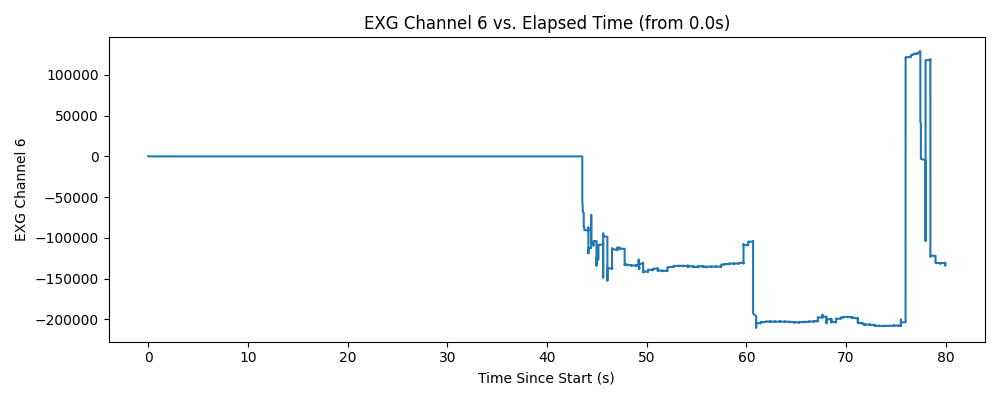 EXG Channel 6 vs. Elapsed Time (from 0.0s)
100000
50000
0
−50000
−100000
−150000
−200000
EXG Channel 6
0 10 20 30 40 50 60 70 80
Time Since Start (s)